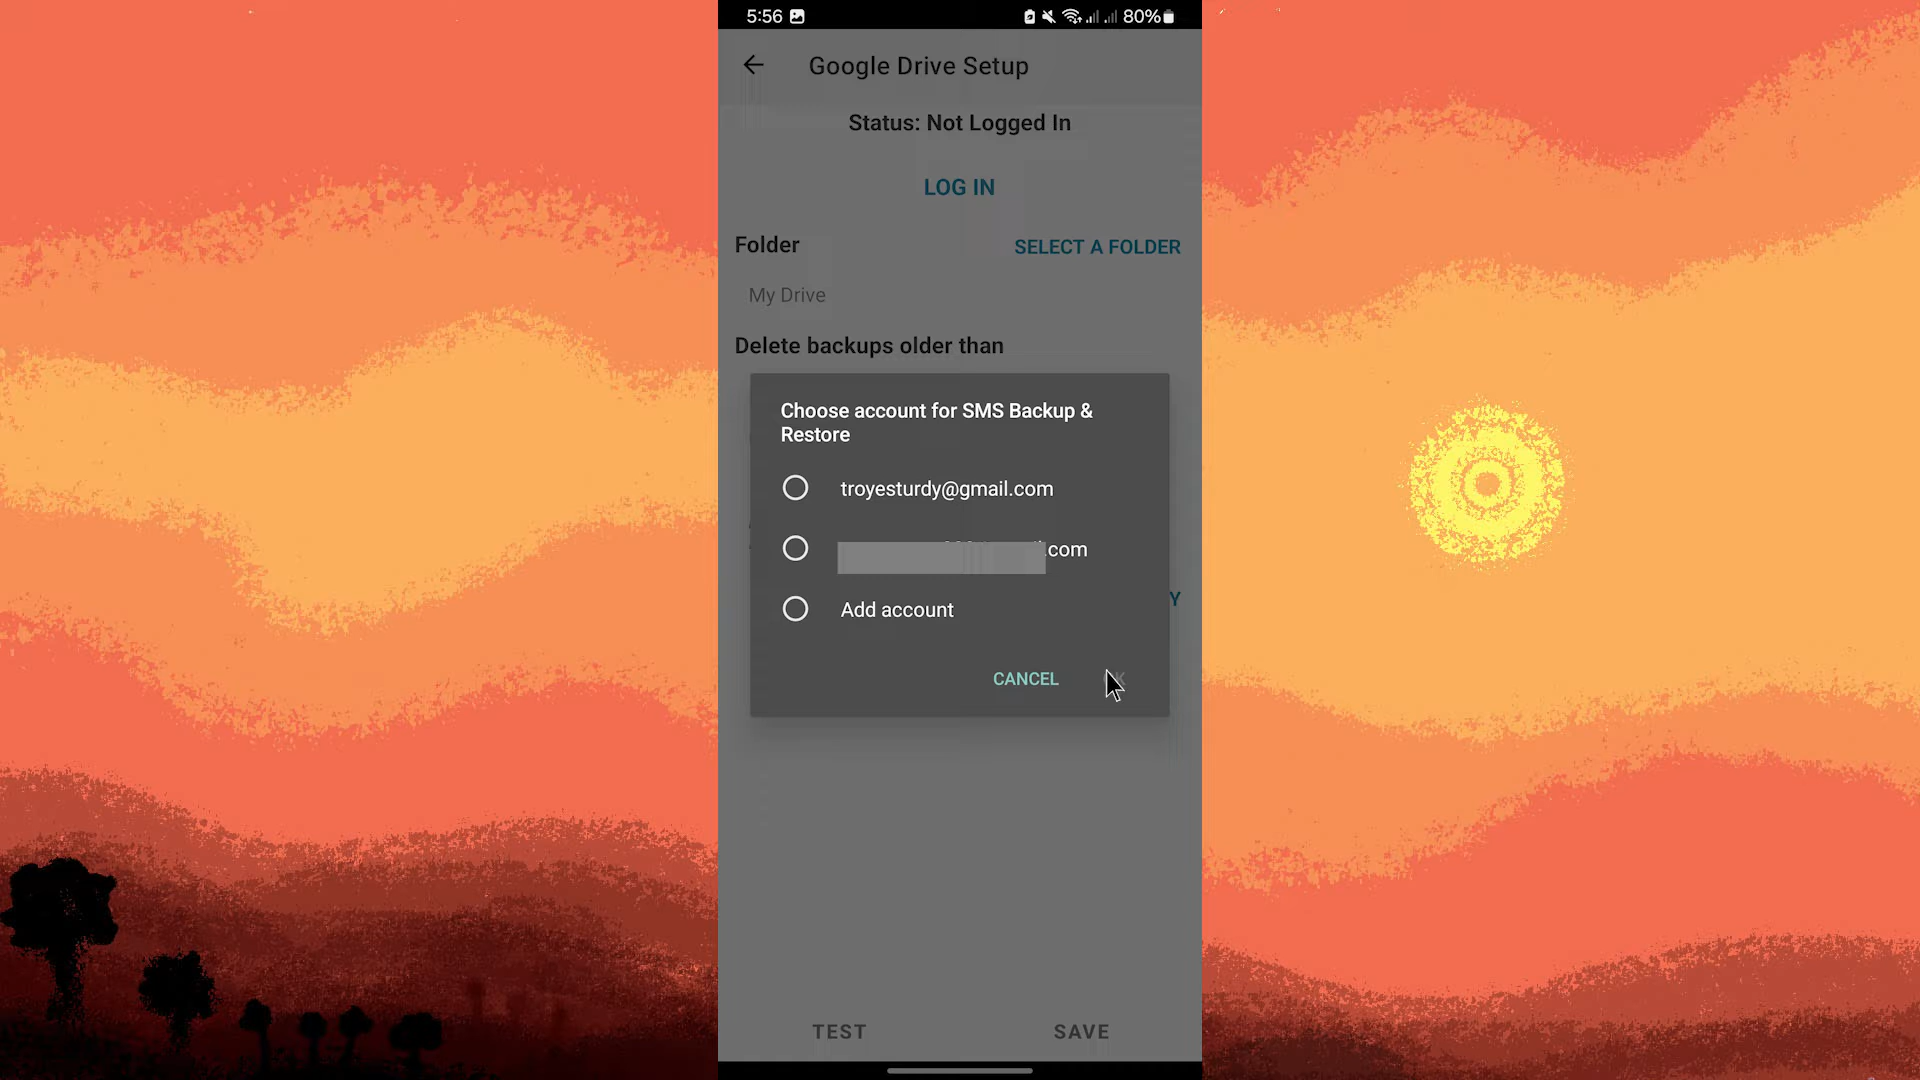 5:56
80%
Google Drive Setup
Status: Not Logged In
LOG IN
Folder
SELECT A FOLDER
My Drive
Delete backups older than
Choose account for SMS Backup &
Restore
troyesturdy@gmail.com
.com
Add account
CANCEL
TEST
SAVE